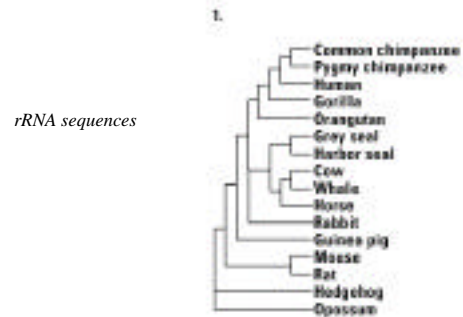 1.
Common chimpanzee
Pygmy chimpanzee
Human
Gorilla
rRNA sequences
Orangutan
Grey seal
Harbor seal
Cow
Whale
Horse
Rabbit
Guinea pig
Mouse
Rat
Hedgehog
Opossum